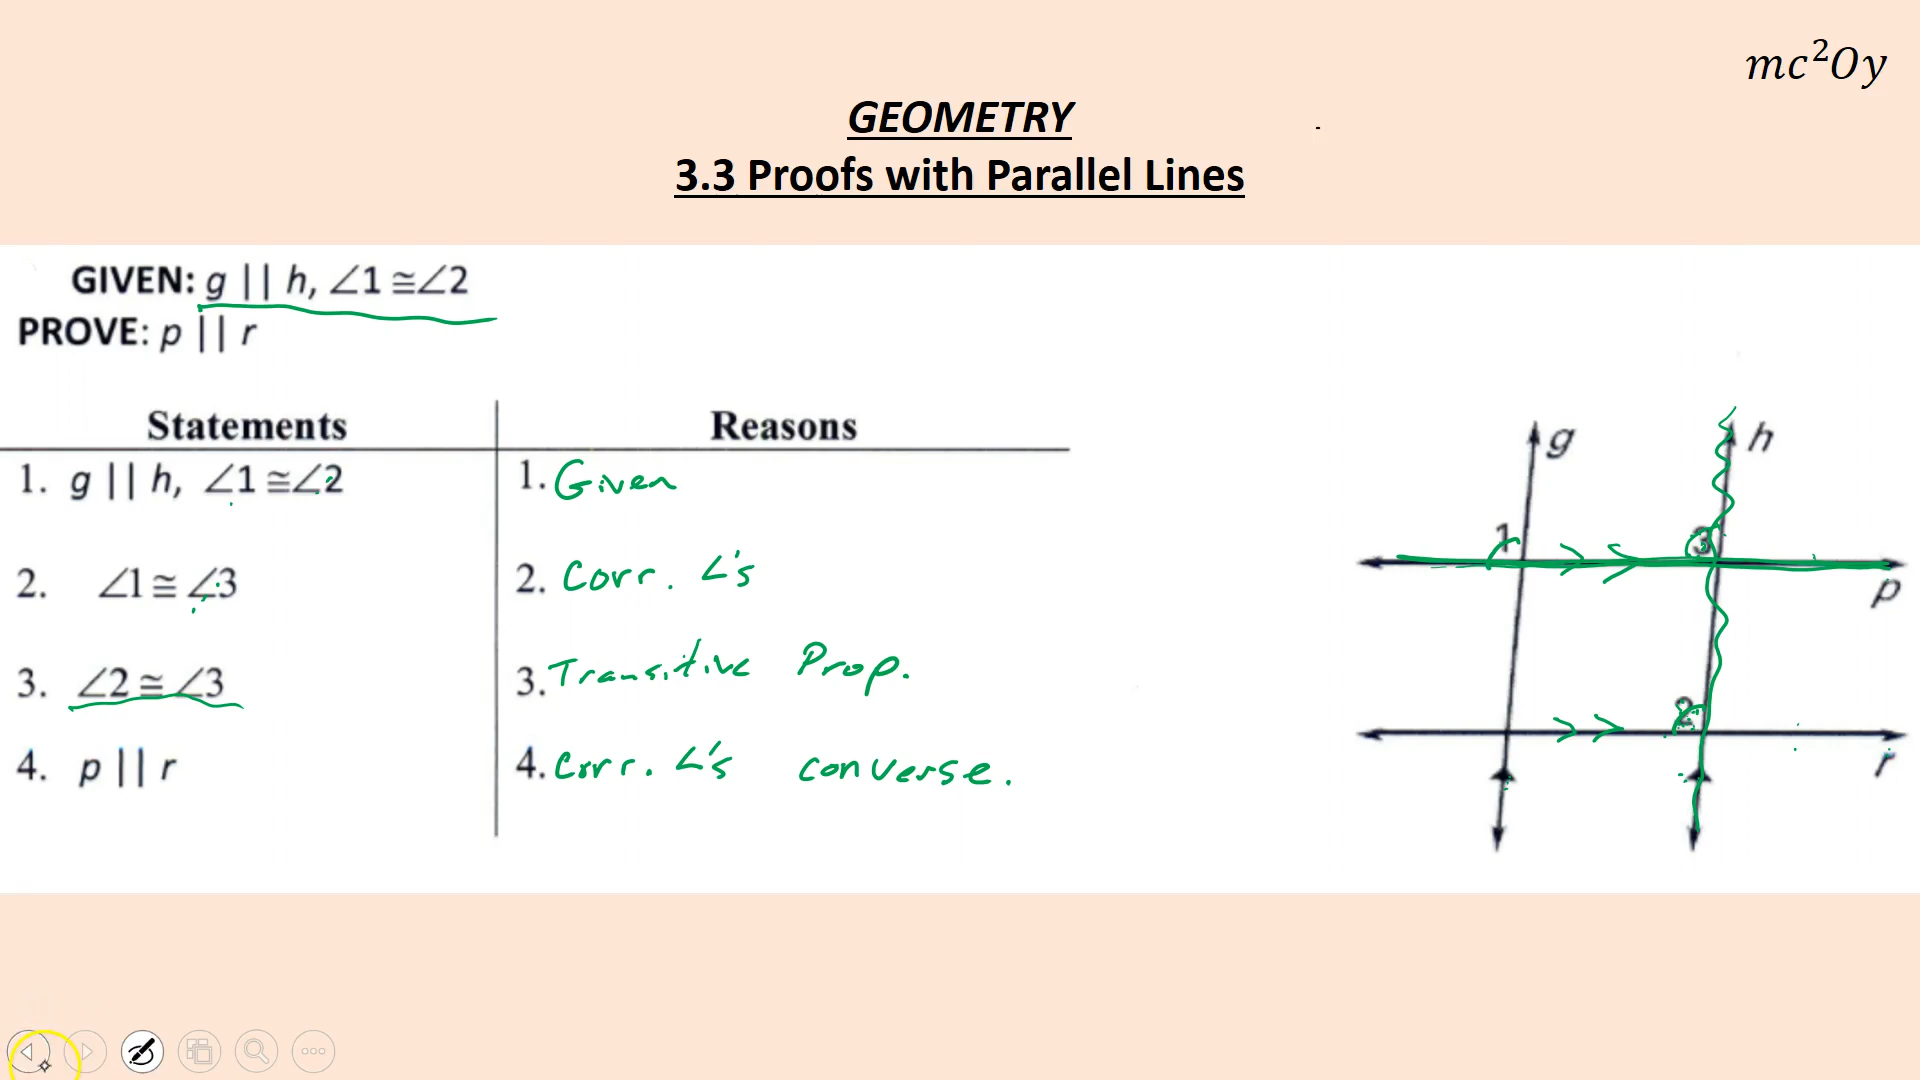 mc²Oy
GEOMETRY
3.3 Proofs with Parallel Lines
GIVEN: g || h, ∠1 ≅∠2
PROVE: p || r
Statements Reasons
1. g || h, ∠1 ≅∠2 1. Given
2. ∠1 ≅ ∠3 2. Corr. ∠'s
3. ∠2 ≅ ∠3 3. Transitive Prop.
4. p || r 4. Corr. ∠'s converse.
g h
1 3
p
2
r